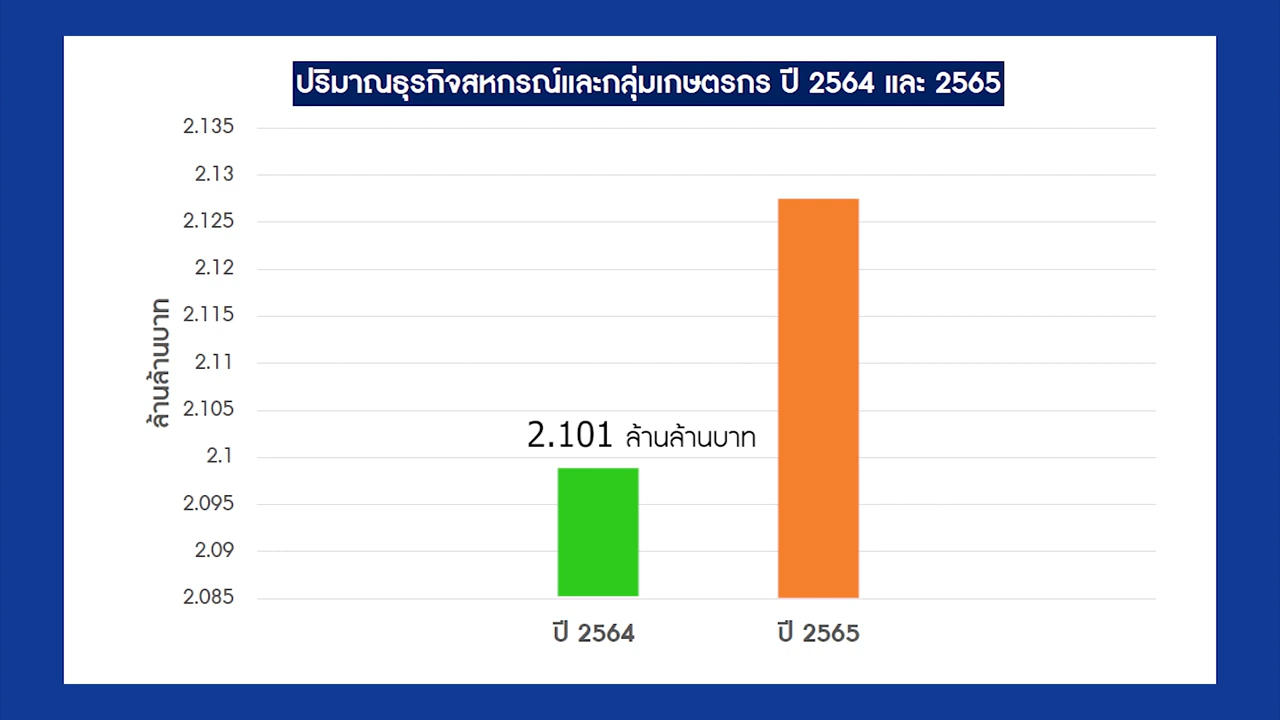 ปริมาณธุรกิจสหกรณ์และกลุ่มเกษตรกร ปี 2564 และ 2565
2.135
2.13
2.125
2.12
2.115
2.11
2.105
2.1
2.095
2.09
2.085
ล้านล้านบาท
2.101 ล้านล้านบาท
ปี 2564
ปี 2565